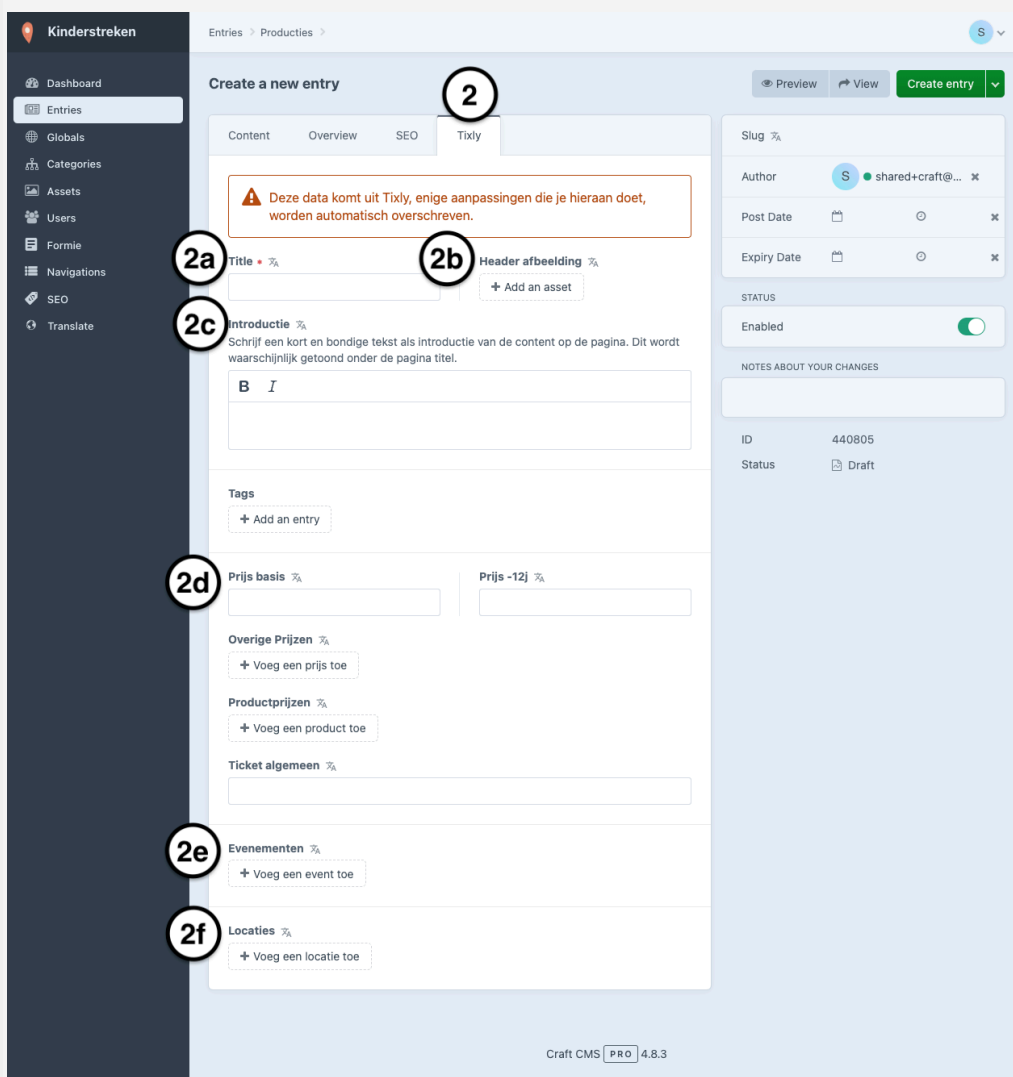 Kinderstreken
Entries > Producties >
S
Dashboard
Entries
Globals
Categories
Assets
Users
Formie
Navigations
SEO
Translate
Create a new entry
Preview
View
Create entry
2
Content
Overview
SEO
Tixly
Deze data komt uit Tixly, enige aanpassingen die je hieraan doet,
worden automatisch overschreven.
2a
Title
2b
Header afbeelding
+ Add an asset
2c
Introductie
Schrijf een kort en bondige tekst als introductie van de content op de pagina. Dit wordt
waarschijnlijk getoond onder de pagina titel.
B I
Tags
+ Add an entry
2d
Prijs basis
Prijs -12j
Overige Prijzen
+ Voeg een prijs toe
Productprijzen
+ Voeg een product toe
Ticket algemeen
2e
Evenementen
+ Voeg een event toe
2f
Locaties
+ Voeg een locatie toe
Slug
Author
S shared+craft@...
Post Date
Expiry Date
STATUS
Enabled
NOTES ABOUT YOUR CHANGES
ID 440805
Status Draft
Craft CMS PRO 4.8.3